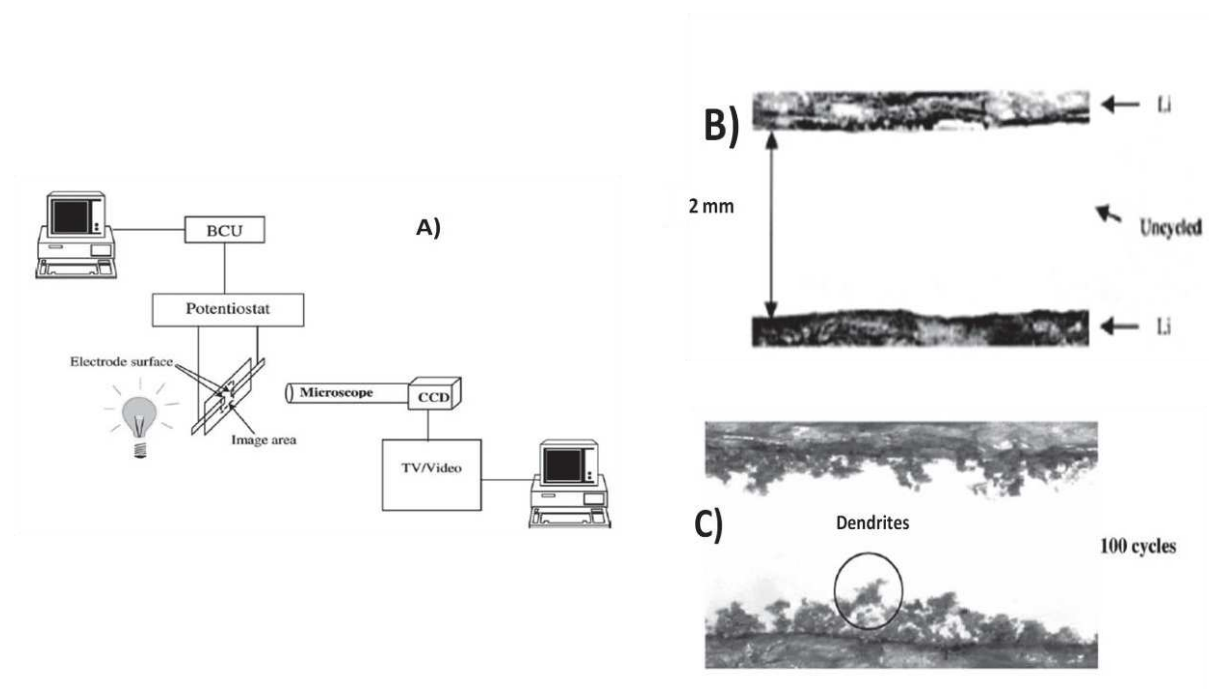 A)
BCU
Potentiostat
Electrode surface
Image area
Microscope
CCD
TV/Video
B)
Li
2 mm
Uncycled
Li
C)
Dendrites
100 cycles